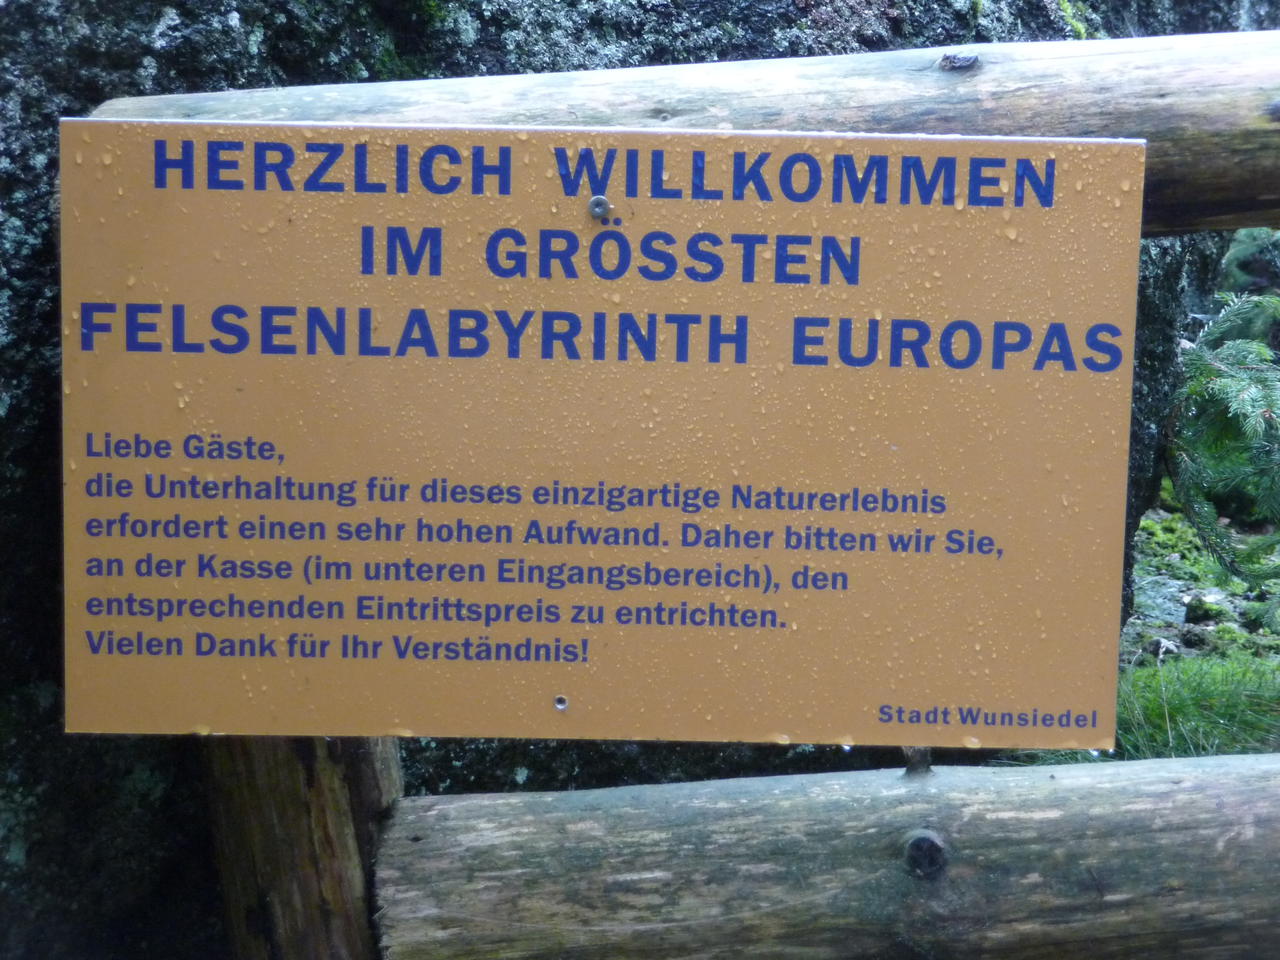 HERZLICH WILLKOMMEN
IM GRÖSSTEN
FELSENLABYRINTH EUROPAS
Liebe Gäste,
die Unterhaltung für dieses einzigartige Naturerlebnis
erfordert einen sehr hohen Aufwand. Daher bitten wir Sie,
an der Kasse (im unteren Eingangsbereich), den
entsprechenden Eintrittspreis zu entrichten.
Vielen Dank für Ihr Verständnis!
Stadt Wunsiedel